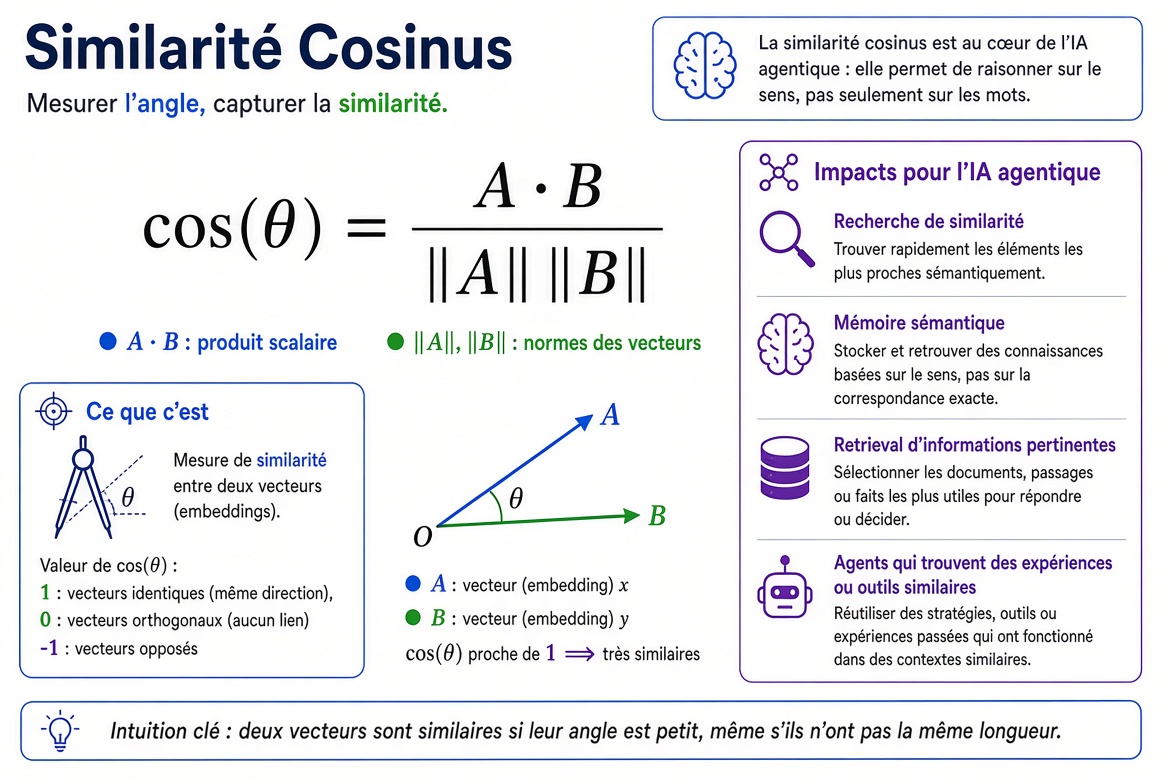 Similarité Cosinus
Mesurer l'angle, capturer la similarité.
La similarité cosinus est au cœur de l'IA
agentique : elle permet de raisonner sur le
sens, pas seulement sur les mots.
cos(θ) = A · B / ||A|| ||B||
A · B : produit scalaire
||A||, ||B|| : normes des vecteurs
Ce que c'est
θ
Mesure de similarité
entre deux vecteurs
(embeddings).
Valeur de cos(θ) :
1 : vecteurs identiques (même direction),
0 : vecteurs orthogonaux (aucun lien)
-1 : vecteurs opposés
A
θ
B
O
A : vecteur (embedding) x
B : vecteur (embedding) y
cos(θ) proche de 1 ⟹ très similaires
Impacts pour l'IA agentique
Recherche de similarité
Trouver rapidement les éléments les
plus proches sémantiquement.
Mémoire sémantique
Stocker et retrouver des connaissances
basées sur le sens, pas sur la
correspondance exacte.
Retrieval d'informations pertinentes
Sélectionner les documents, passages
ou faits les plus utiles pour répondre
ou décider.
Agents qui trouvent des expériences
ou outils similaires
Réutiliser des stratégies, outils ou
expériences passées qui ont fonctionné
dans des contextes similaires.
Intuition clé : deux vecteurs sont similaires si leur angle est petit, même s'ils n'ont pas la même longueur.